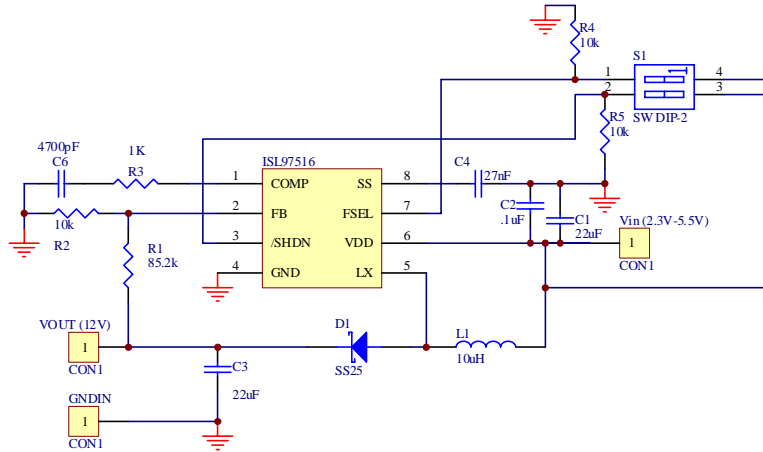 R4
10k
S1
1
4
2
3
R5
10k
SW DIP-2
4700pF
C6
1K
R3
ISL97516
C4
27nF
1
COMP
SS
8
2
FB
FSEL
7
3
/SHDN
VDD
6
4
GND
LX
5
10k
R2
R1
85.2k
C2
.1uF
C1
22uF
Vin (2.3V-5.5V)
1
CON1
VOUT (12V)
1
CON1
D1
SS25
L1
10uH
C3
22uF
GNDIN
1
CON1